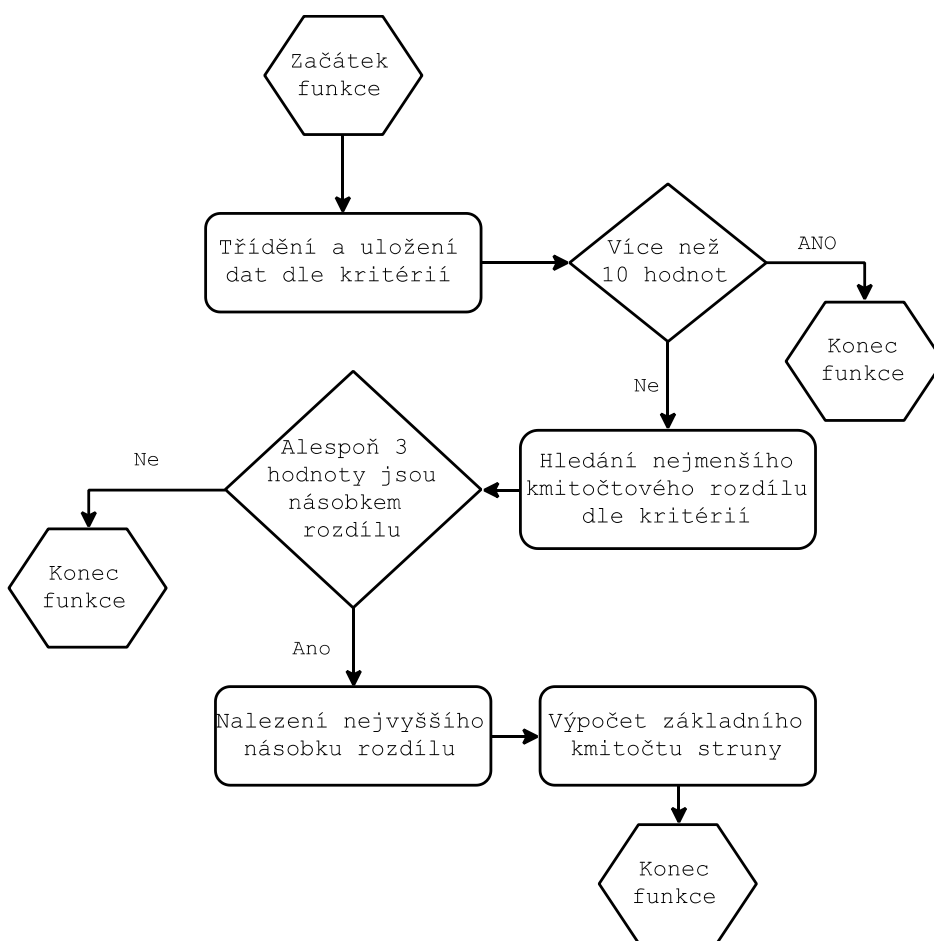 Začátek
funkce
Třídění a uložení
dat dle kritérií
Více než
10 hodnot
ANO
Konec
funkce
Ne
Hledání nejmenšího
kmitočtového rozdílu
dle kritérií
Alespoň 3
hodnoty jsou
násobkem
rozdílu
Ne
Konec
funkce
Ano
Nalezení nejvyššího
násobku rozdílu
Výpočet základního
kmitočtu struny
Konec
funkce